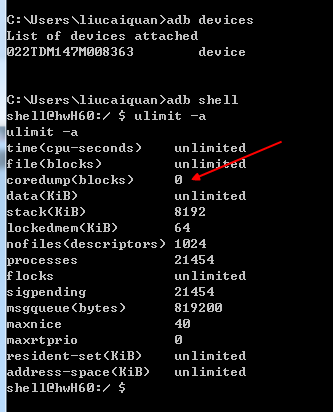 C:\Users\liucaiquan>adb devices
List of devices attached
022TDM147M008363        device
C:\Users\liucaiquan>adb shell
shell@hwH60:/ $ ulimit -a
ulimit -a
time(cpu-seconds)    unlimited
file(blocks)         unlimited
coredump(blocks)     0
data(KiB)            unlimited
stack(KiB)           8192
lockedmem(KiB)       64
nofiles(descriptors) 1024
processes            21454
flocks               unlimited
sigpending           21454
msgqueue(bytes)      819200
maxnice              40
maxrtprio            0
resident-set(KiB)    unlimited
address-space(KiB)   unlimited
shell@hwH60:/ $